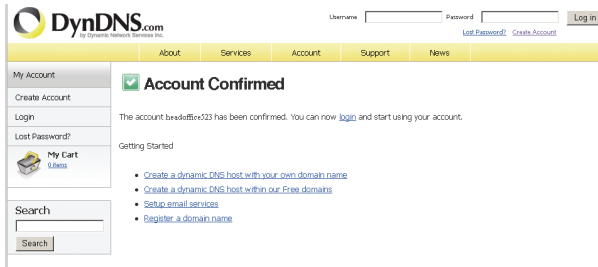 DynDNS.com
by Dynamic Network Services Inc.
Username Password Log in
Lost Password? Create Account
About Services Account Support News
My Account
Create Account
Login
Lost Password?
My Cart
0 items
Search
Search
Account Confirmed
The account headoffice523 has been confirmed. You can now login and start using your account.
Getting Started
Create a dynamic DNS host with your own domain name
Create a dynamic DNS host within our Free domains
Setup email services
Register a domain name